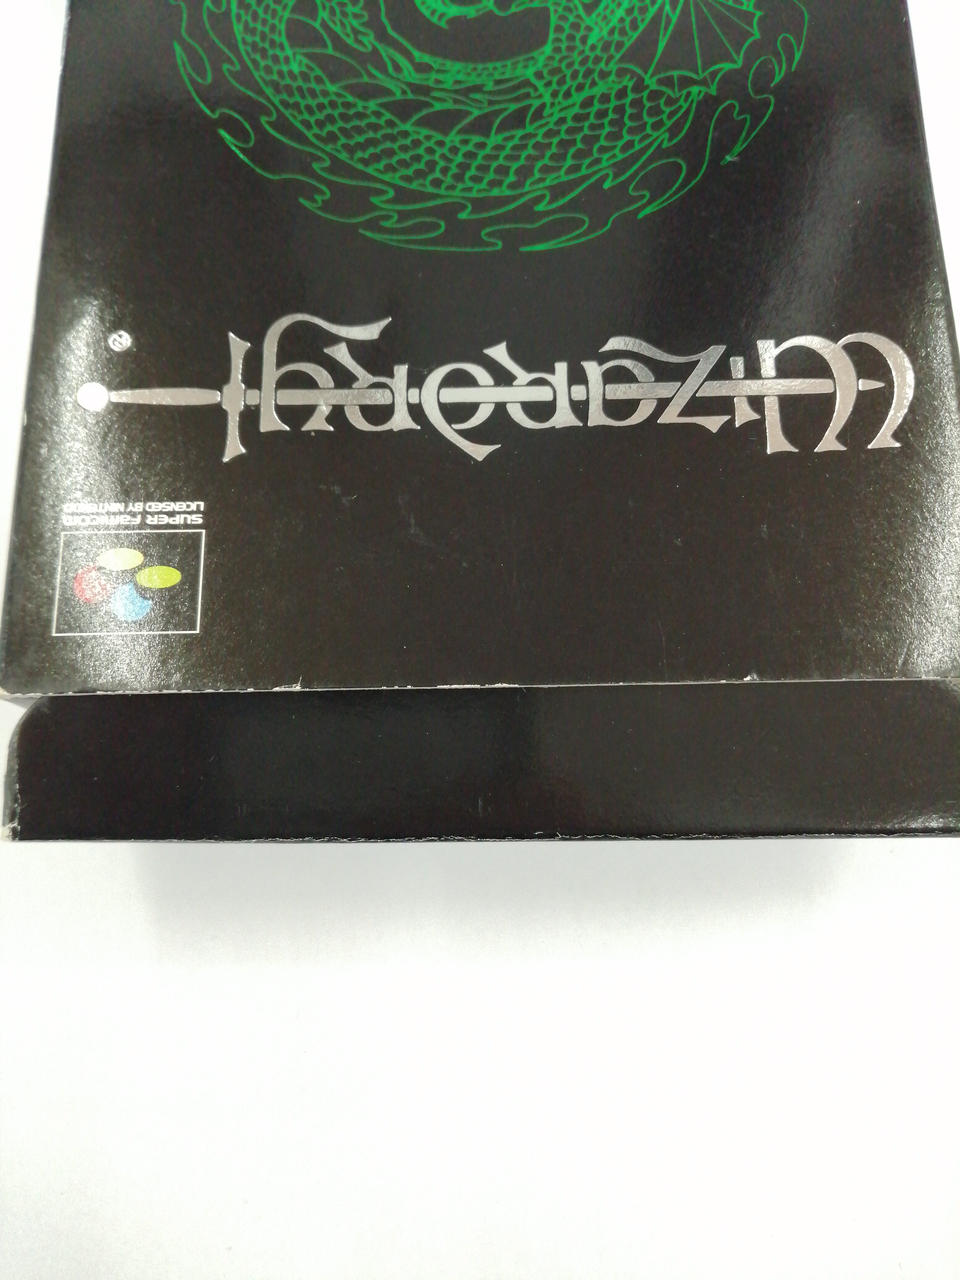 Wizardry
®
SUPER FAMICOM
LICENSED BY NINTENDO